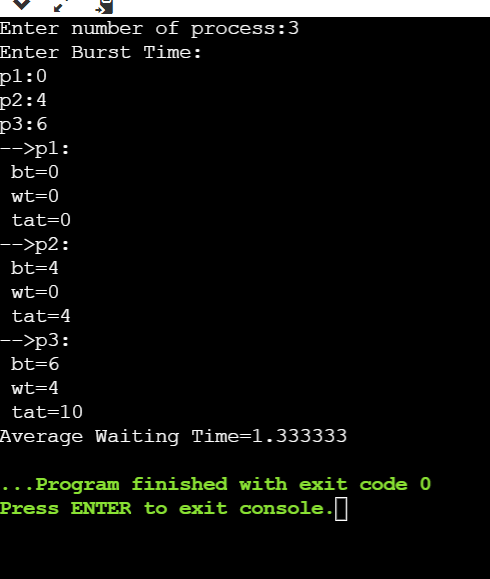 Enter number of process:3
Enter Burst Time:
p1:0
p2:4
p3:6
-->p1:
 bt=0
 wt=0
 tat=0
-->p2:
 bt=4
 wt=0
 tat=4
-->p3:
 bt=6
 wt=4
 tat=10
Average Waiting Time=1.333333

...Program finished with exit code 0
Press ENTER to exit console.